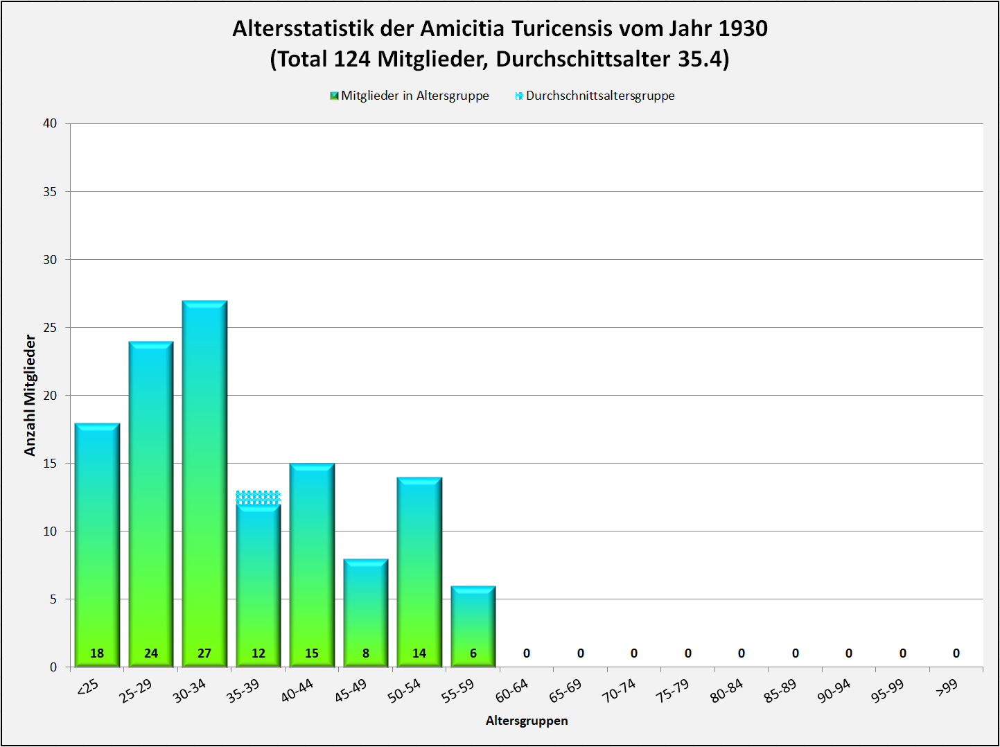 Altersstatistik der Amicitia Turicensis vom Jahr 1930
(Total 124 Mitglieder, Durchschittsalter 35.4)
Mitglieder in Altersgruppe Durchschnittsaltersgruppe
40
35
30
25
20
15
10
5
0
Anzahl Mitglieder
18 24 27 12 15 8 14 6 0 0 0 0 0 0 0 0 0
<25 25-29 30-34 35-39 40-44 45-49 50-54 55-59 60-64 65-69 70-74 75-79 80-84 85-89 90-94 95-99 >99
Altersgruppen